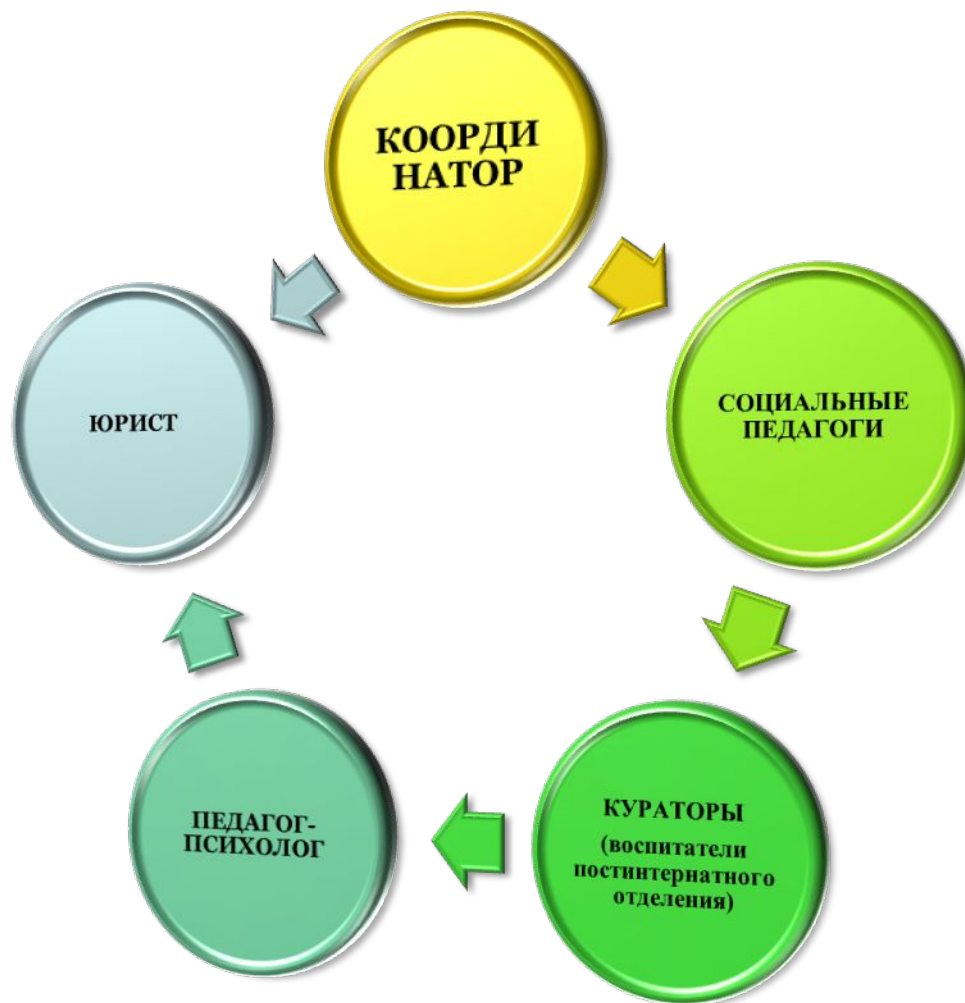 КООРДИ
НАТОР
СОЦИАЛЬНЫЕ
ПЕДАГОГИ
КУРАТОРЫ
(воспитатели
постинтернатного
отделения)
ПЕДАГОГ-
ПСИХОЛОГ
ЮРИСТ